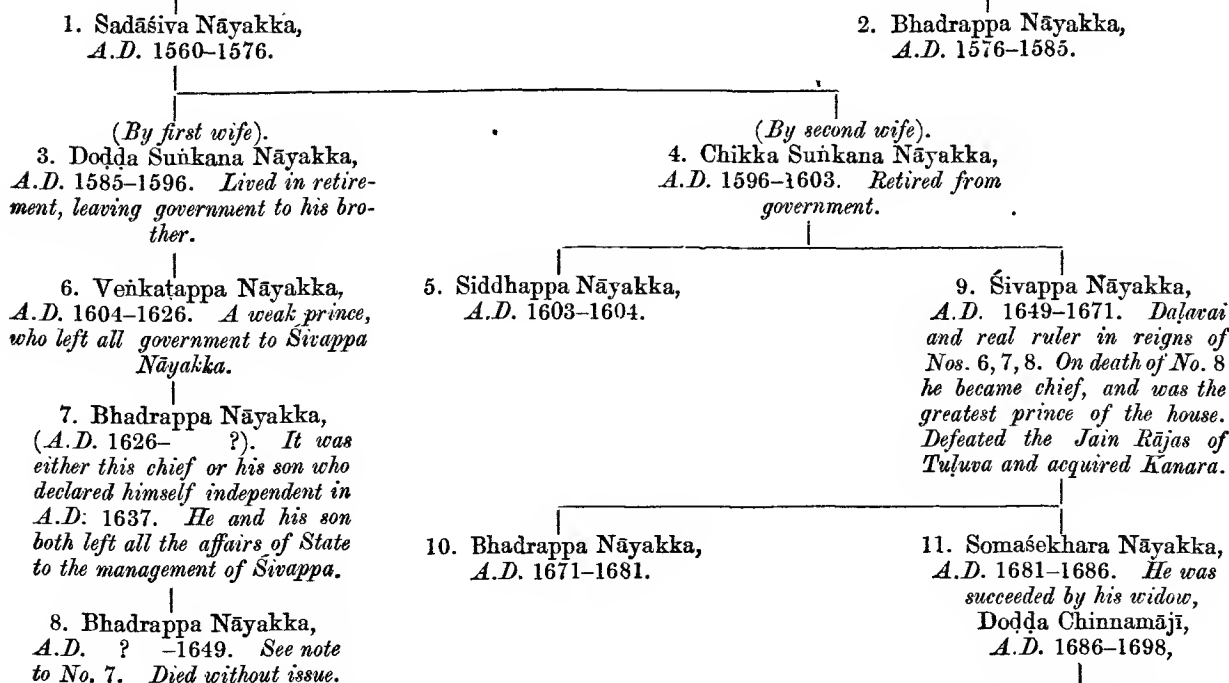 1. Sadāśiva Nāyakka,
A.D. 1560–1576.
2. Bhadrappa Nāyakka,
A.D. 1576–1585.
(By first wife).
3. Doḍḍa Suṅkana Nāyakka,
A.D. 1585–1596. Lived in retire-
ment, leaving government to his bro-
ther.
(By second wife).
4. Chikka Suṅkana Nāyakka,
A.D. 1596–1603. Retired from
government.
6. Veṅkaṭappa Nāyakka,
A.D. 1604–1626. A weak prince,
who left all government to Śivappa
Nāyakka.
5. Siddhappa Nāyakka,
A.D. 1603–1604.
9. Śivappa Nāyakka,
A.D. 1649–1671. Daḷavai
and real ruler in reigns of
Nos. 6, 7, 8. On death of No. 8
he became chief, and was the
greatest prince of the house.
Defeated the Jain Rājas of
Tuḷuva and acquired Kanara.
7. Bhadrappa Nāyakka,
(A.D. 1626– ?). It was
either this chief or his son who
declared himself independent in
A.D: 1637. He and his son
both left all the affairs of State
to the management of Śivappa.
10. Bhadrappa Nāyakka,
A.D. 1671–1681.
11. Somaśekhara Nāyakka,
A.D. 1681–1686. He was
succeeded by his widow,
Doḍḍa Chinnamājī,
A.D. 1686–1698,
8. Bhadrappa Nāyakka,
A.D. ? –1649. See note
to No. 7. Died without issue.